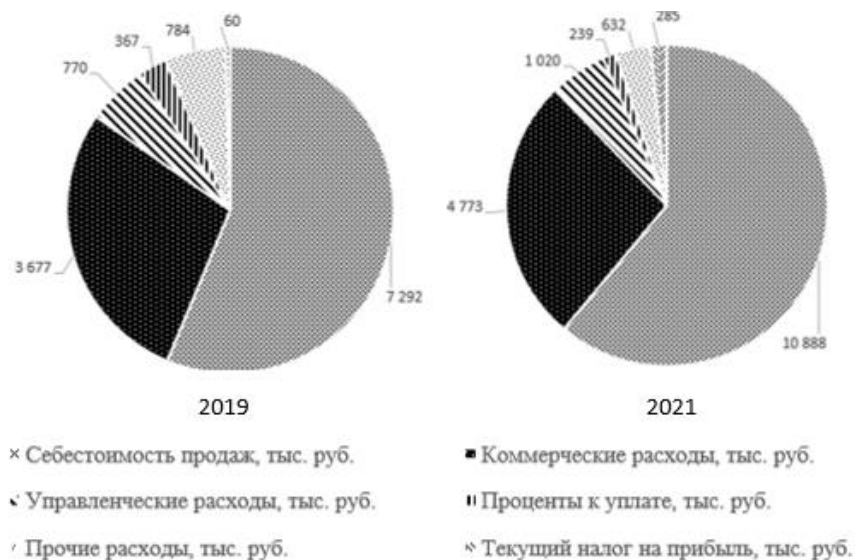 60
784
367
770
3 677
7 292
2019
285
632
239
1 020
4 773
10 888
2021
Себестоимость продаж, тыс. руб.
Коммерческие расходы, тыс. руб.
Управленческие расходы, тыс. руб.
Проценты к уплате, тыс. руб.
Прочие расходы, тыс. руб.
Текущий налог на прибыль, тыс. руб